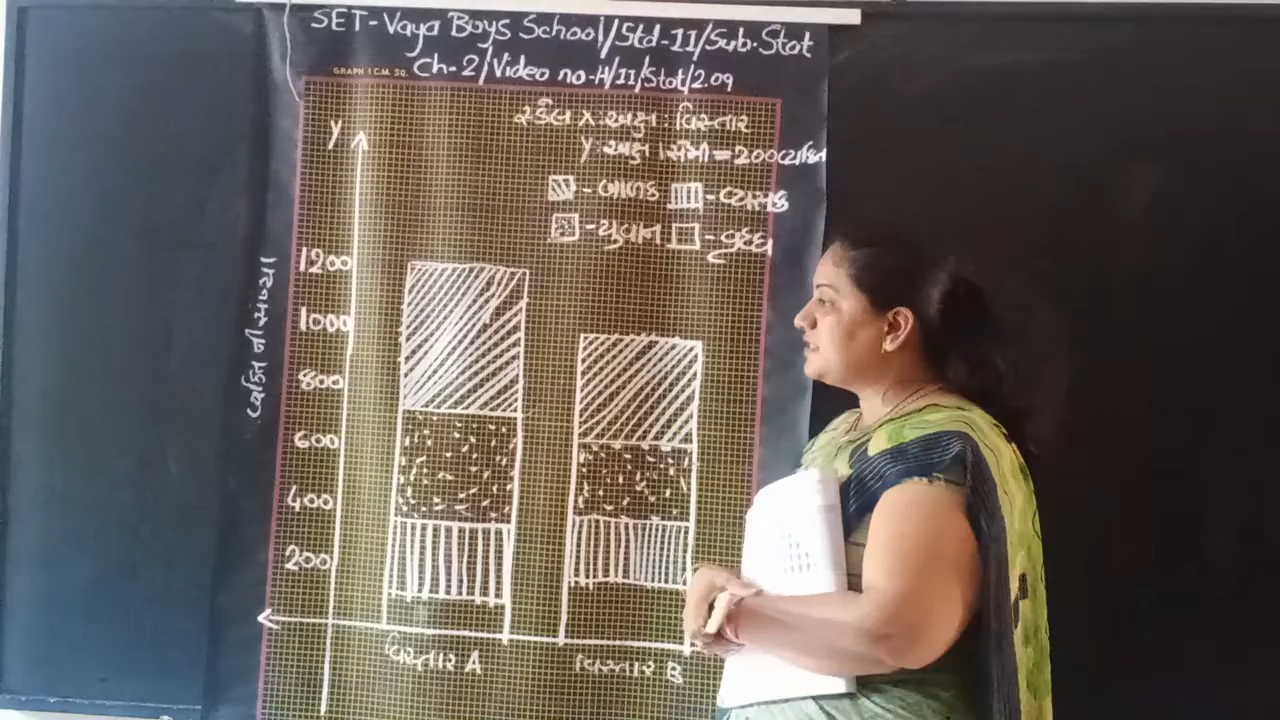 SET-Vaya Boys School/Std-11/Sub.Stat
Ch-2/Video no-H/11/Stat/2.09
GRAPH 1 C.M. SQ.
સ્કેલ X અક્ષ : વિસ્તાર
Y અક્ષ 1 સેમી = 200 વ્યક્તિ
- બાળક - વ્યસક
- યુવાન - વૃદ્ધ
Y
1200
1000
800
600
400
200
વ્યક્તિ ની સંખ્યા
વિસ્તાર A વિસ્તાર B